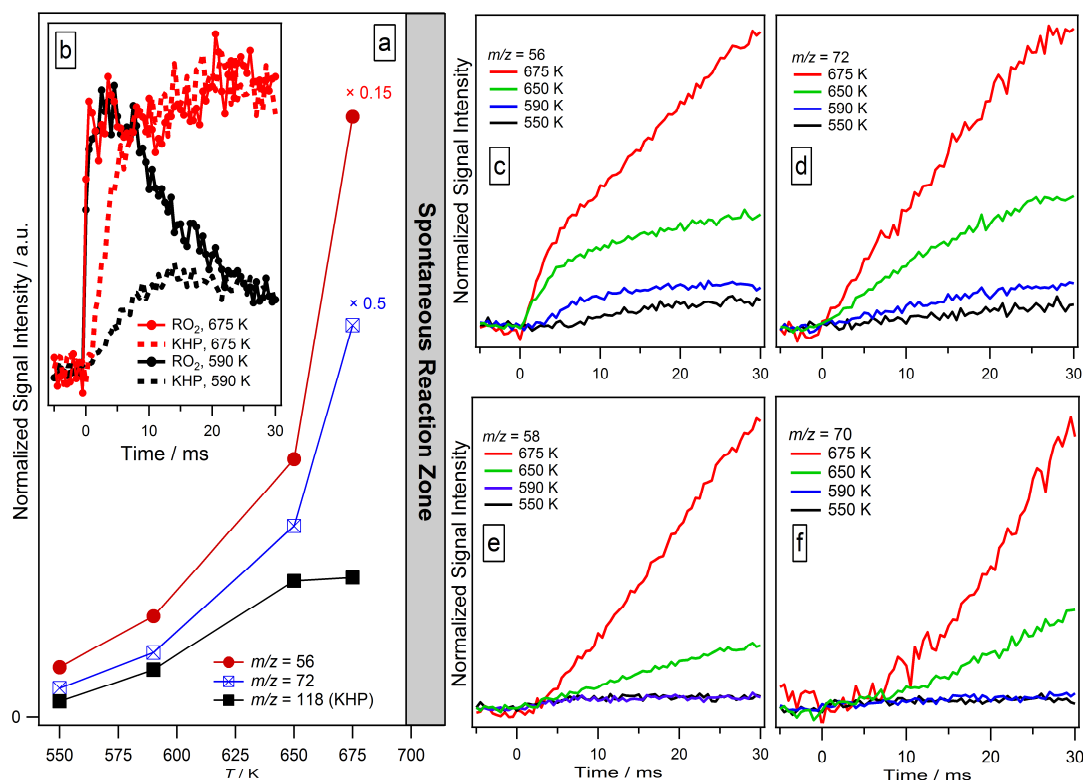 b
a
× 0.15
× 0.5
Spontaneous Reaction Zone
RO2, 675 K
KHP, 675 K
RO2, 590 K
KHP, 590 K
0 10 20 30
Time / ms
Normalized Signal Intensity / a.u.
0
m/z = 56
m/z = 72
m/z = 118 (KHP)
550 575 600 625 650 675 700
T / K
c
m/z = 56
675 K
650 K
590 K
550 K
Normalized Signal Intensity
0 10 20 30
d
m/z = 72
675 K
650 K
590 K
550 K
0 10 20 30
e
m/z = 58
675 K
650 K
590 K
550 K
Normalized Signal Intensity
0 10 20 30
Time / ms
f
m/z = 70
675 K
650 K
590 K
550 K
0 10 20 30
Time / ms